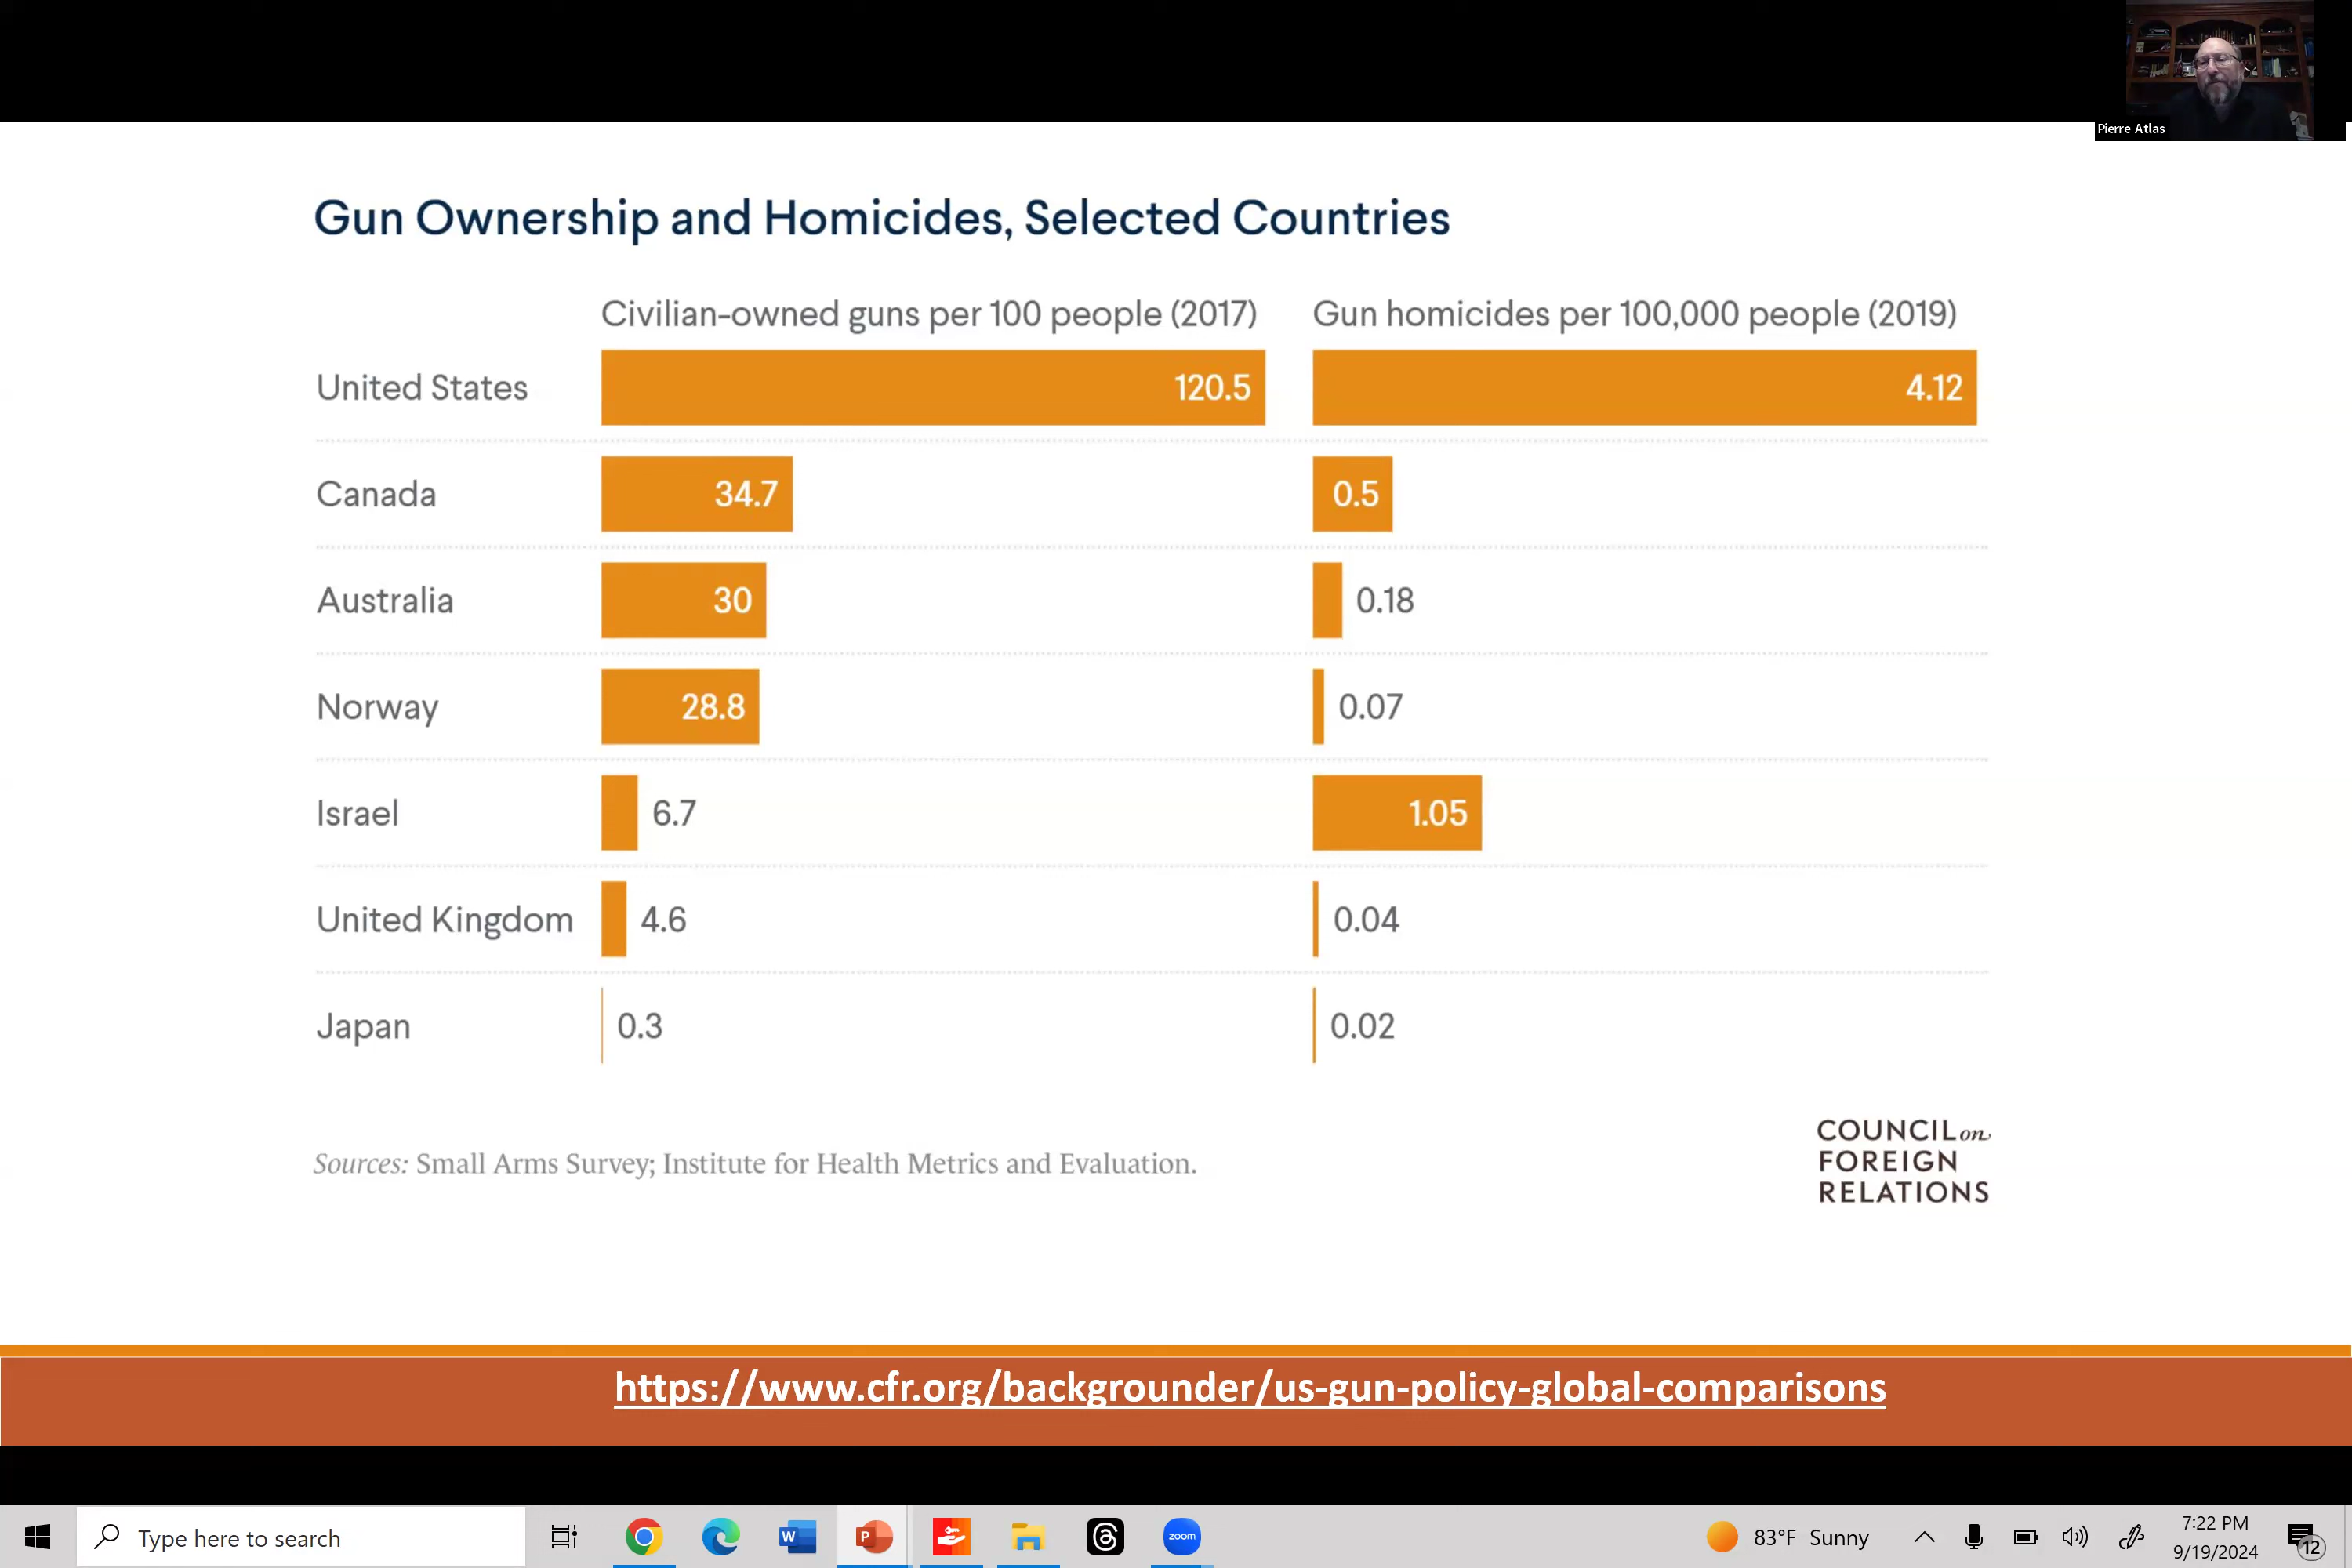 Pierre Atlas
Gun Ownership and Homicides, Selected Countries
Civilian-owned guns per 100 people (2017) Gun homicides per 100,000 people (2019)
United States 120.5 4.12
Canada 34.7 0.5
Australia 30 0.18
Norway 28.8 0.07
Israel 6.7 1.05
United Kingdom 4.6 0.04
Japan 0.3 0.02
Sources: Small Arms Survey; Institute for Health Metrics and Evaluation.
COUNCIL on
FOREIGN
RELATIONS
https://www.cfr.org/backgrounder/us-gun-policy-global-comparisons
Type here to search
W
P
zoom
83°F Sunny
7:22 PM
9/19/2024
12